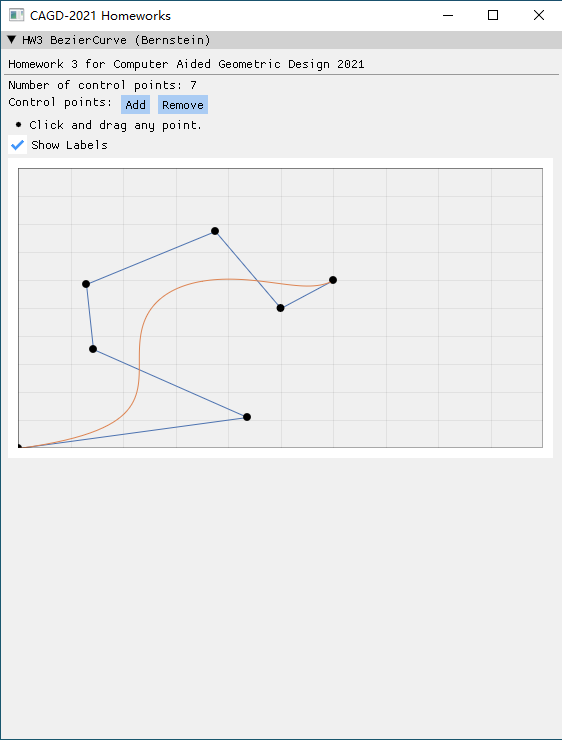 CAGD-2021 Homeworks
HW3 BezierCurve (Bernstein)
Homework 3 for Computer Aided Geometric Design 2021
Number of control points: 7
Control points: Add Remove
Click and drag any point.
Show Labels